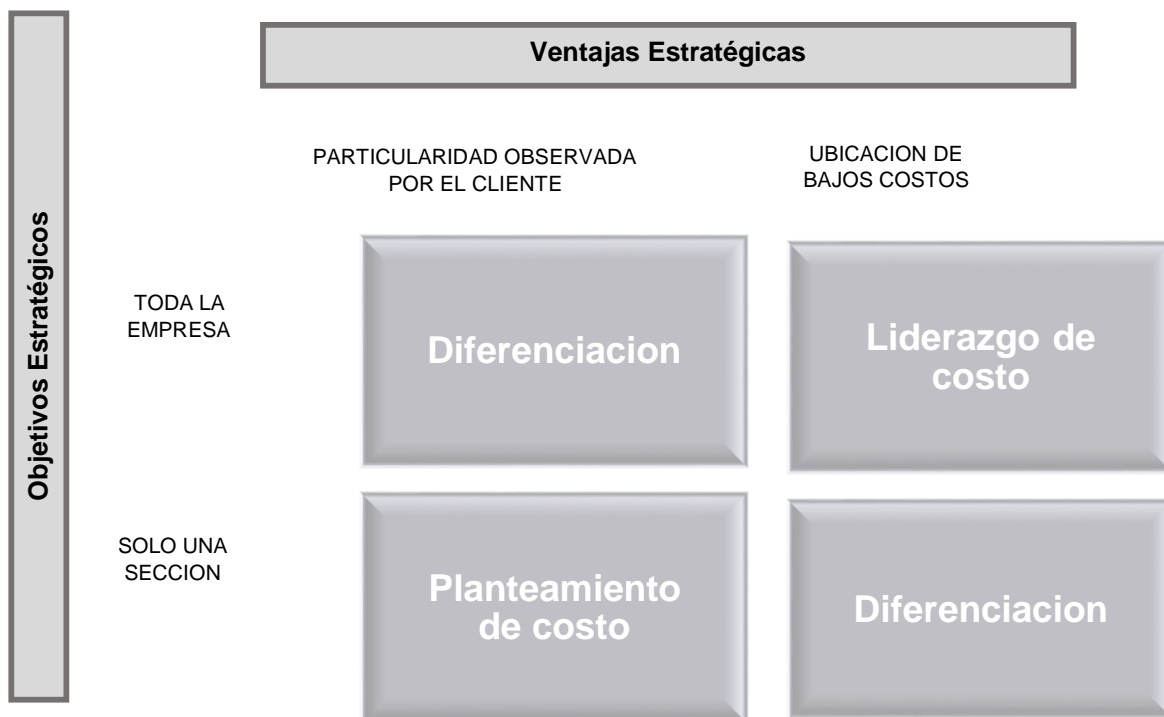 Ventajas Estratégicas
Objetivos Estratégicos
PARTICULARIDAD OBSERVADA
POR EL CLIENTE
UBICACION DE
BAJOS COSTOS
TODA LA
EMPRESA
Diferenciacion
Liderazgo de
costo
SOLO UNA
SECCION
Planteamiento
de costo
Diferenciacion